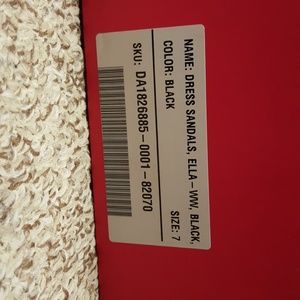 NAME: DRESS SANDALS, ELLA-WW, BLACK,
SIZE: 7
COLOR: BLACK
SKU: DA1826885-0001-82070